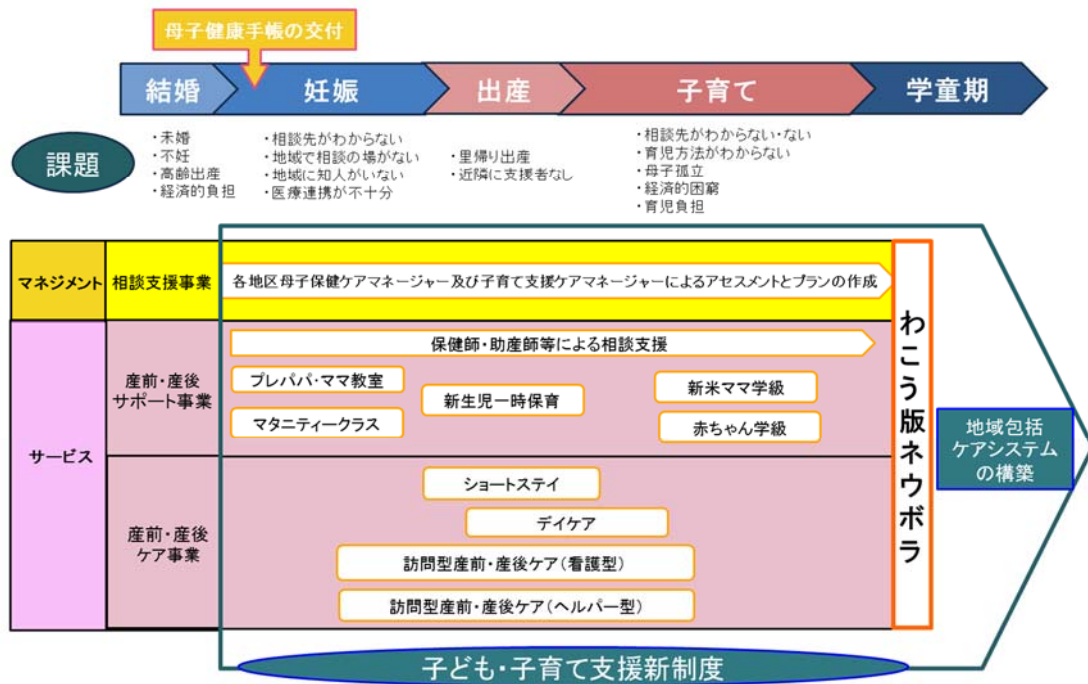 母子健康手帳の交付
結婚
妊娠
出産
子育て
学童期
課題
・未婚
・不妊
・高齢出産
・経済的負担
・相談先がわからない
・地域で相談の場がない
・地域に知人がいない
・医療連携が不十分
・里帰り出産
・近隣に支援者なし
・相談先がわからない・ない
・育児方法がわからない
・母子孤立
・経済的困窮
・育児負担
マネジメント
相談支援事業
各地区母子保健ケアマネージャー及び子育て支援ケアマネージャーによるアセスメントとプランの作成
サービス
産前・産後
サポート事業
保健師・助産師等による相談支援
プレパパ・ママ教室
マタニティークラス
新生児一時保育
新米ママ学級
赤ちゃん学級
産前・産後
ケア事業
ショートステイ
デイケア
訪問型産前・産後ケア(看護型)
訪問型産前・産後ケア(ヘルパー型)
わこう版ネウボラ
地域包括
ケアシステム
の構築
子ども・子育て支援新制度